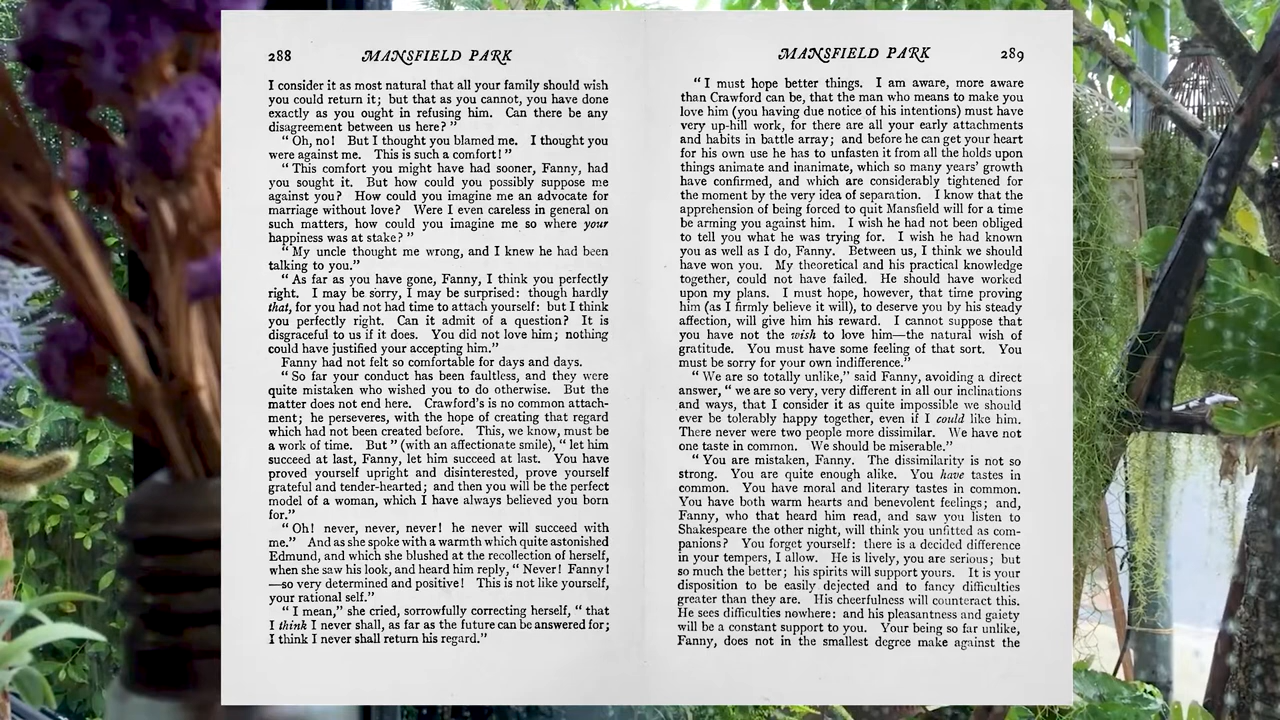 288 MANSFIELD PARK
I consider it as most natural that all your family should wish
you could return it; but that as you cannot, you have done
exactly as you ought in refusing him. Can there be any
disagreement between us here?”
“Oh, no! But I thought you blamed me. I thought you
were against me. This is such a comfort!”
“This comfort you might have had sooner, Fanny, had
you sought it. But how could you possibly suppose me
against you? How could you imagine me an advocate for
marriage without love? Were I even careless in general on
such matters, how could you imagine me so where your
happiness was at stake?”
“My uncle thought me wrong, and I knew he had been
talking to you.”
“As far as you have gone, Fanny, I think you perfectly
right. I may be sorry, I may be surprised: though hardly
that, for you had not had time to attach yourself: but I think
you perfectly right. Can it admit of a question? It is
disgraceful to us if it does. You did not love him; nothing
could have justified your accepting him.”
Fanny had not felt so comfortable for days and days.
“So far your conduct has been faultless, and they were
quite mistaken who wished you to do otherwise. But the
matter does not end here. Crawford’s is no common attach-
ment; he perseveres, with the hope of creating that regard
which had not been created before. This, we know, must be
a work of time. But” (with an affectionate smile), “let him
succeed at last, Fanny, let him succeed at last. You have
proved yourself upright and disinterested, prove yourself
grateful and tender-hearted; and then you will be the perfect
model of a woman, which I have always believed you born
for.”
“Oh! never, never, never! he never will succeed with
me.” And as she spoke with a warmth which quite astonished
Edmund, and which she blushed at the recollection of herself,
when she saw his look, and heard him reply, “Never! Fanny!
—so very determined and positive! This is not like yourself,
your rational self.”
“I mean,” she cried, sorrowfully correcting herself, “that
I think I never shall, as far as the future can be answered for;
I think I never shall return his regard.”
MANSFIELD PARK 289
“I must hope better things. I am aware, more aware
than Crawford can be, that the man who means to make you
love him (you having due notice of his intentions) must have
very up-hill work, for there are all your early attachments
and habits in battle array; and before he can get your heart
for his own use he has to unfasten it from all the holds upon
things animate and inanimate, which so many years’ growth
have confirmed, and which are considerably tightened for
the moment by the very idea of separation. I know that the
apprehension of being forced to quit Mansfield will for a time
be arming you against him. I wish he had not been obliged
to tell you what he was trying for. I wish he had known
you as well as I do, Fanny. Between us, I think we should
have won you. My theoretical and his practical knowledge
together, could not have failed. He should have worked
upon my plans. I must hope, however, that time proving
him (as I firmly believe it will), to deserve you by his steady
affection, will give him his reward. I cannot suppose that
you have not the wish to love him—the natural wish of
gratitude. You must have some feeling of that sort. You
must be sorry for your own indifference.”
“We are so totally unlike,” said Fanny, avoiding a direct
answer, “we are so very, very different in all our inclinations
and ways, that I consider it as quite impossible we should
ever be tolerably happy together, even if I could like him.
There never were two people more dissimilar. We have not
one taste in common. We should be miserable.”
“You are mistaken, Fanny. The dissimilarity is not so
strong. You are quite enough alike. You have tastes in
common. You have moral and literary tastes in common.
You have both warm hearts and benevolent feelings; and,
Fanny, who that heard him read, and saw you listen to
Shakespeare the other night, will think you unfitted as com-
panions? You forget yourself: there is a decided difference
in your tempers, I allow. He is lively, you are serious; but
so much the better; his spirits will support yours. It is your
disposition to be easily dejected and to fancy difficulties
greater than they are. His cheerfulness will counteract this.
He sees difficulties nowhere: and his pleasantness and gaiety
will be a constant support to you. Your being so far unlike,
Fanny, does not in the smallest degree make against the